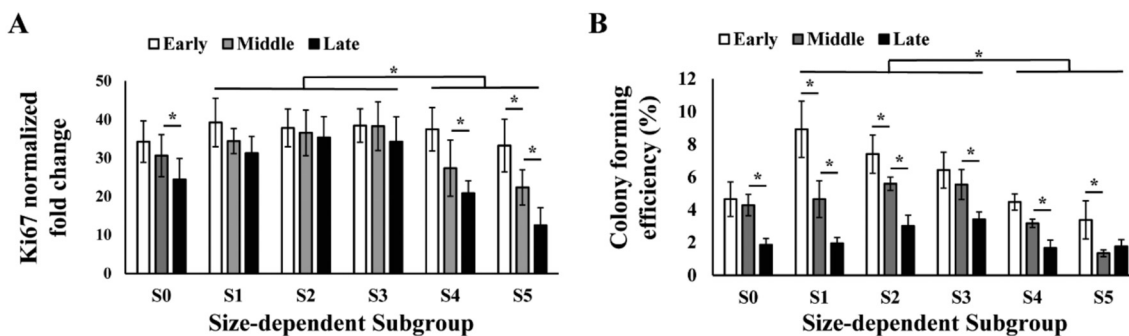 A
Early Middle Late
*
50
40
30
20
10
0
* * * *
Ki67 normalized
fold change
S0 S1 S2 S3 S4 S5
Size-dependent Subgroup
B
Early Middle Late
*
12
10
8
6
4
2
0
* * * * * * * *
Colony forming
efficiency (%)
S0 S1 S2 S3 S4 S5
Size-dependent Subgroup